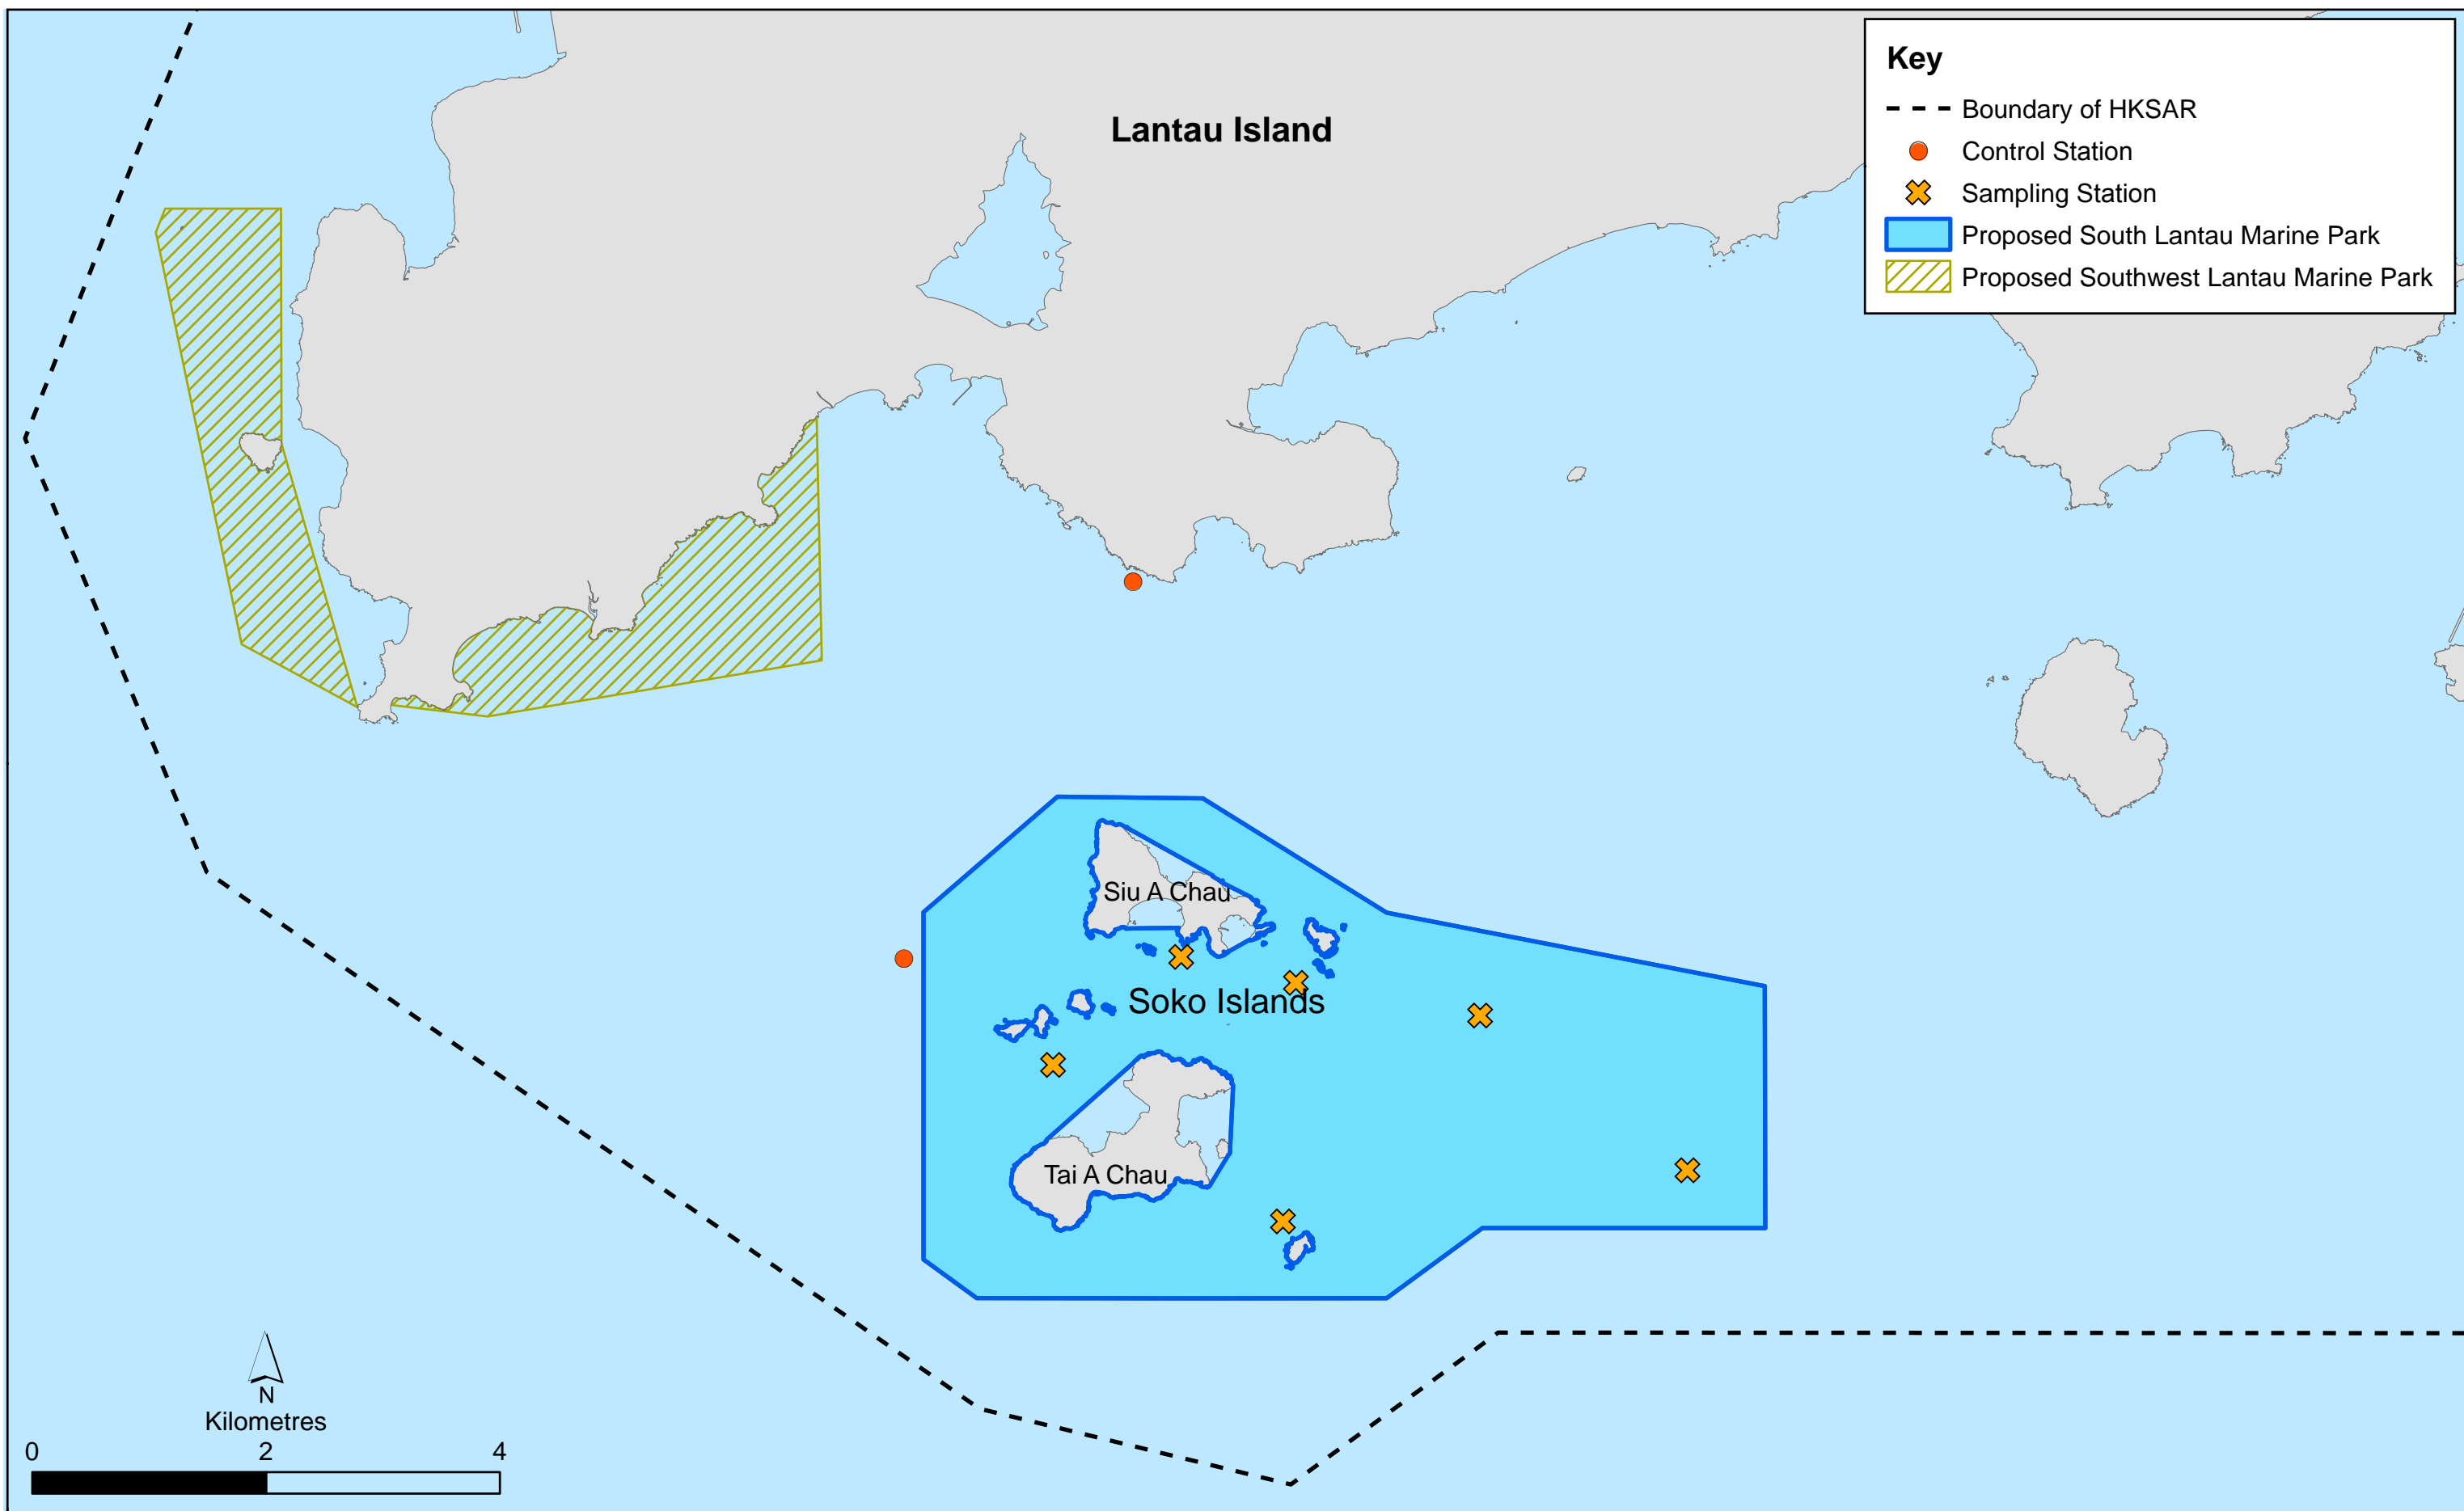 Lantau Island
Key
Boundary of HKSAR
Control Station
Sampling Station
Proposed South Lantau Marine Park
Proposed Southwest Lantau Marine Park
Siu A Chau
Soko Islands
Tai A Chau
N
Kilometres
0 2 4